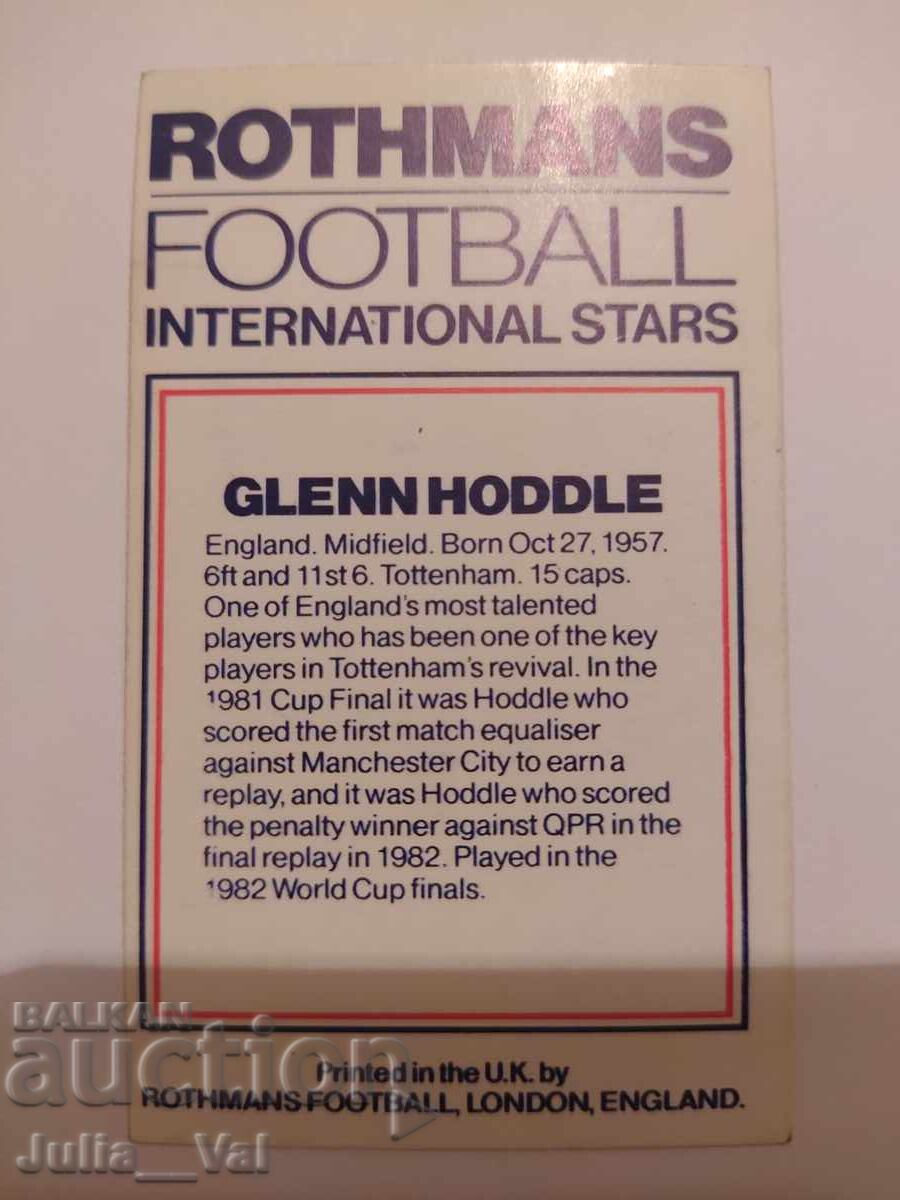 ROTHMANS
FOOTBALL
INTERNATIONAL STARS
GLENN HODDLE
England. Midfield. Born Oct 27, 1957.
6ft and 11st 6. Tottenham. 15 caps.
One of England's most talented
players who has been one of the key
players in Tottenham's revival. In the
1981 Cup Final it was Hoddle who
scored the first match equaliser
against Manchester City to earn a
replay, and it was Hoddle who scored
the penalty winner against QPR in the
final replay in 1982. Played in the
1982 World Cup finals.
Printed in the U.K. by
ROTHMANS FOOTBALL, LONDON, ENGLAND.
BALKAN
auction
Julia__Val